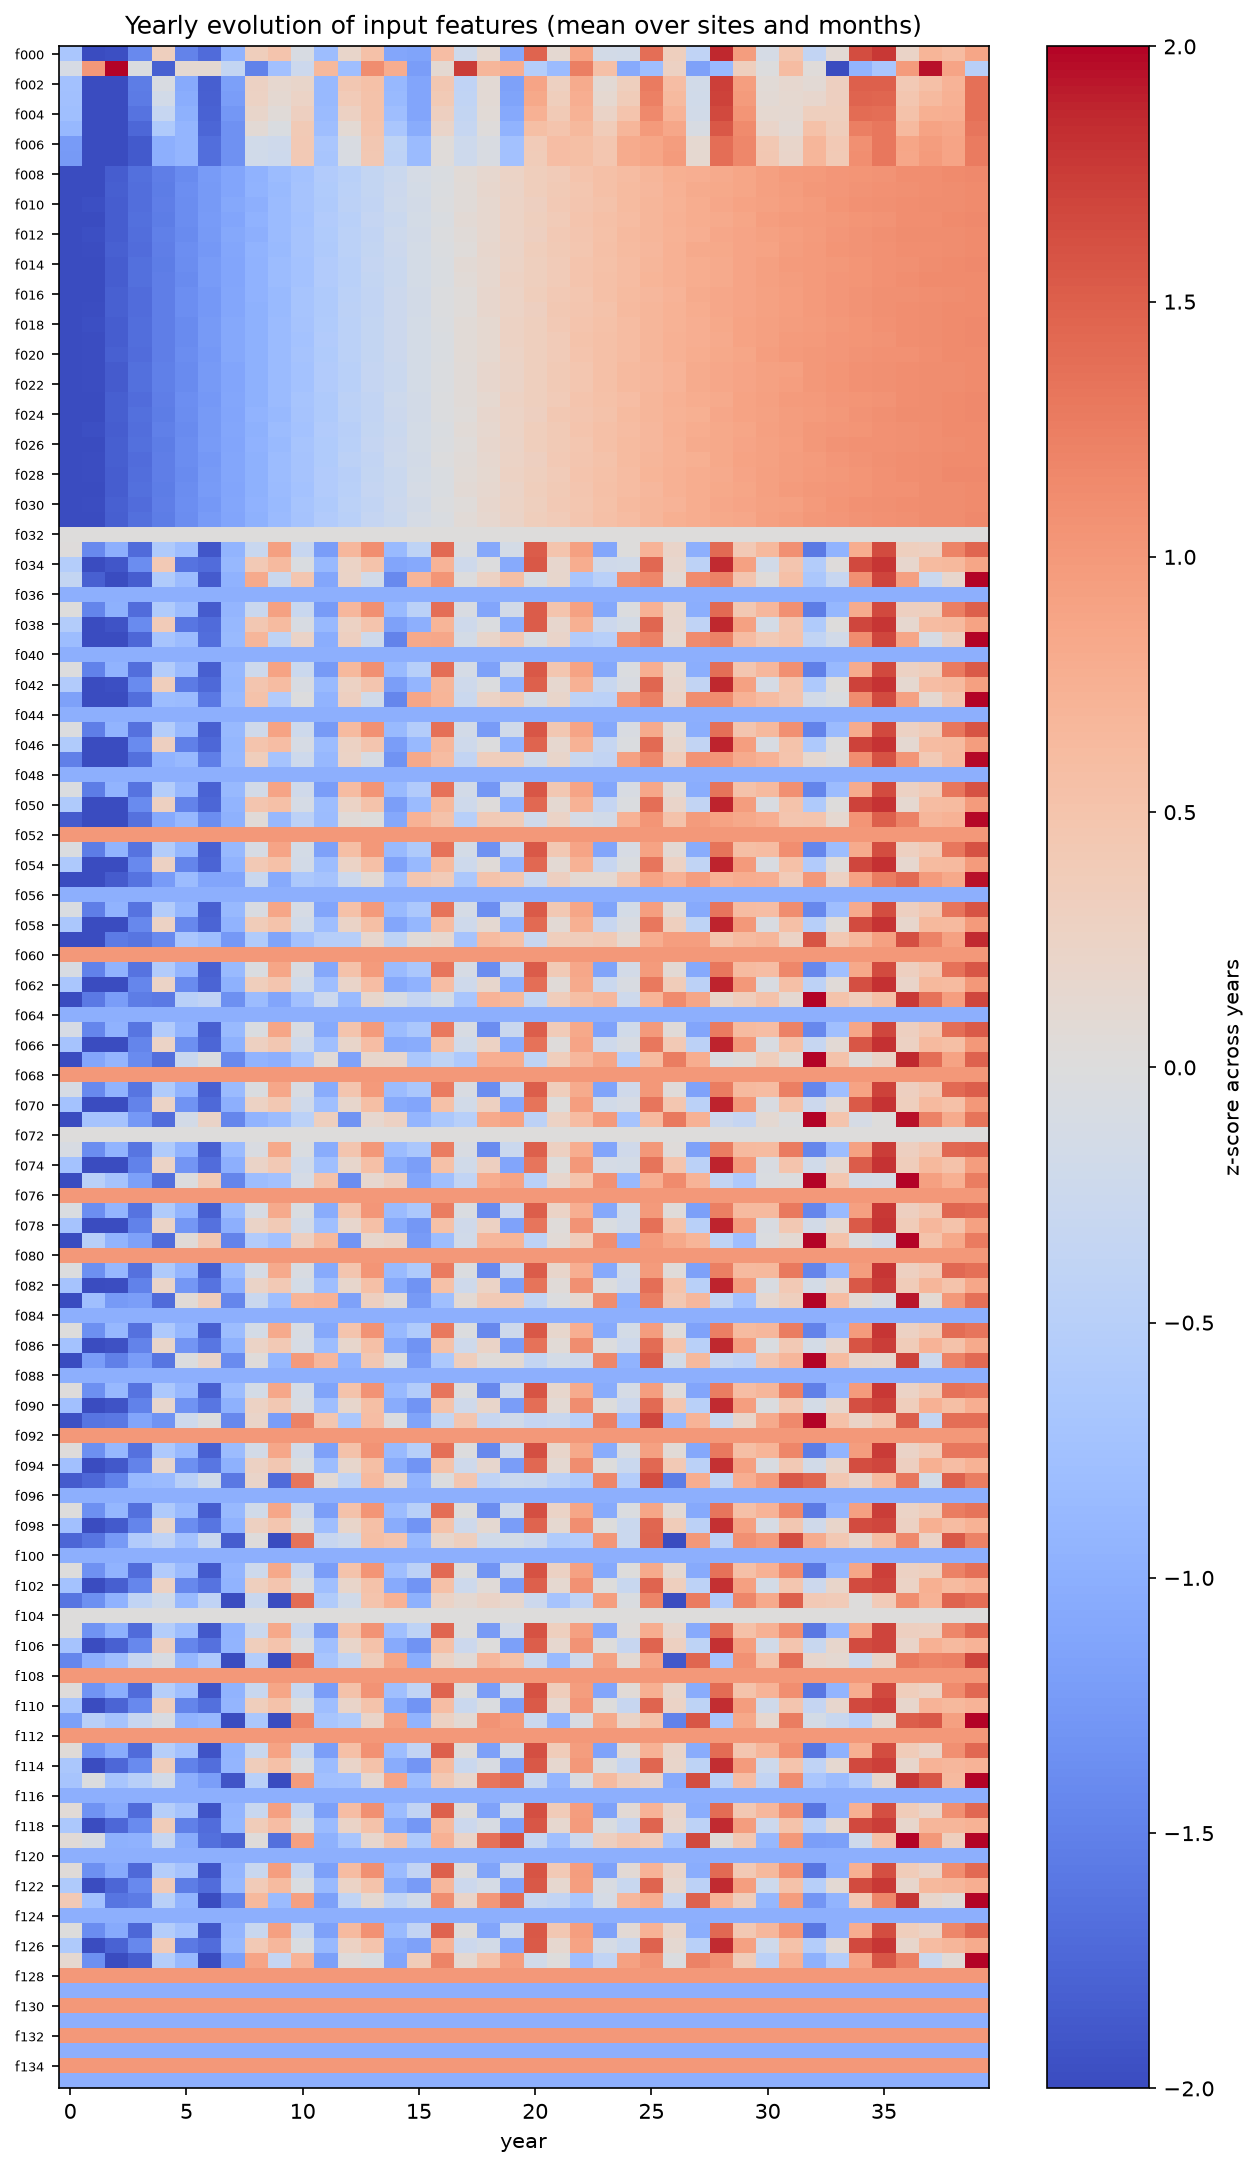 Yearly evolution of input features (mean over sites and months)
f000
f002
f004
f006
f008
f010
f012
f014
f016
f018
f020
f022
f024
f026
f028
f030
f032
f034
f036
f038
f040
f042
f044
f046
f048
f050
f052
f054
f056
f058
f060
f062
f064
f066
f068
f070
f072
f074
f076
f078
f080
f082
f084
f086
f088
f090
f092
f094
f096
f098
f100
f102
f104
f106
f108
f110
f112
f114
f116
f118
f120
f122
f124
f126
f128
f130
f132
f134
0 5 10 15 20 25 30 35
year
2.0
1.5
1.0
0.5
0.0
−0.5
−1.0
−1.5
−2.0
z-score across years